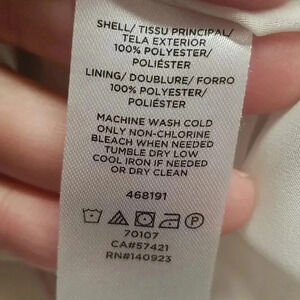 SHELL/ TISSU PRINCIPAL/
TELA EXTERIOR
100% POLYESTER/
POLIÉSTER
LINING/ DOUBLURE/ FORRO
100% POLYESTER/
POLIÉSTER
MACHINE WASH COLD
ONLY NON-CHLORINE
BLEACH WHEN NEEDED
TUMBLE DRY LOW
COOL IRON IF NEEDED
OR DRY CLEAN
468191
P
70107
CA#57421
RN#140923